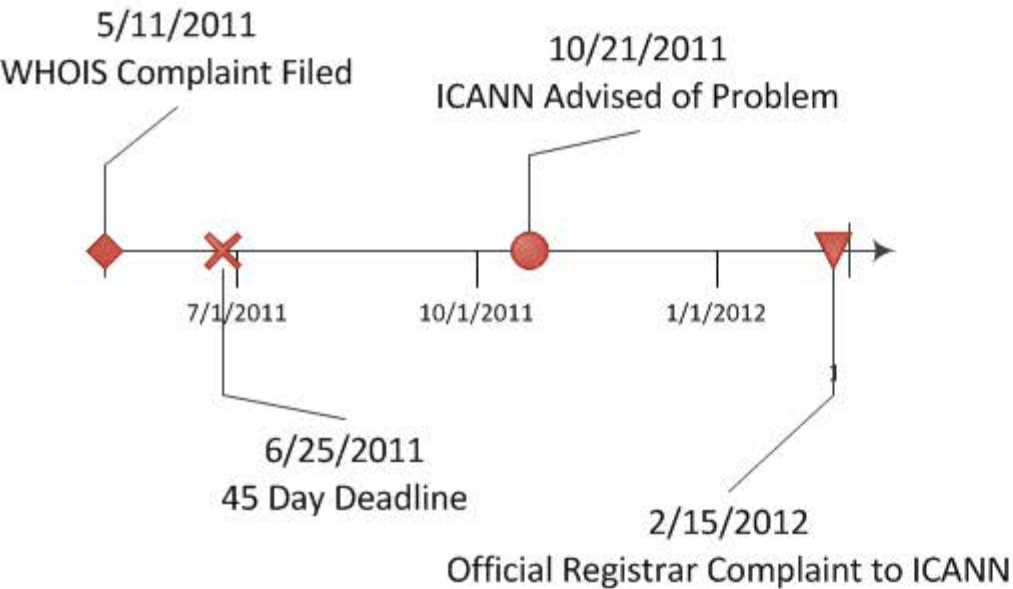 5/11/2011
WHOIS Complaint Filed
10/21/2011
ICANN Advised of Problem
7/1/2011
10/1/2011
1/1/2012
6/25/2011
45 Day Deadline
2/15/2012
Official Registrar Complaint to ICANN